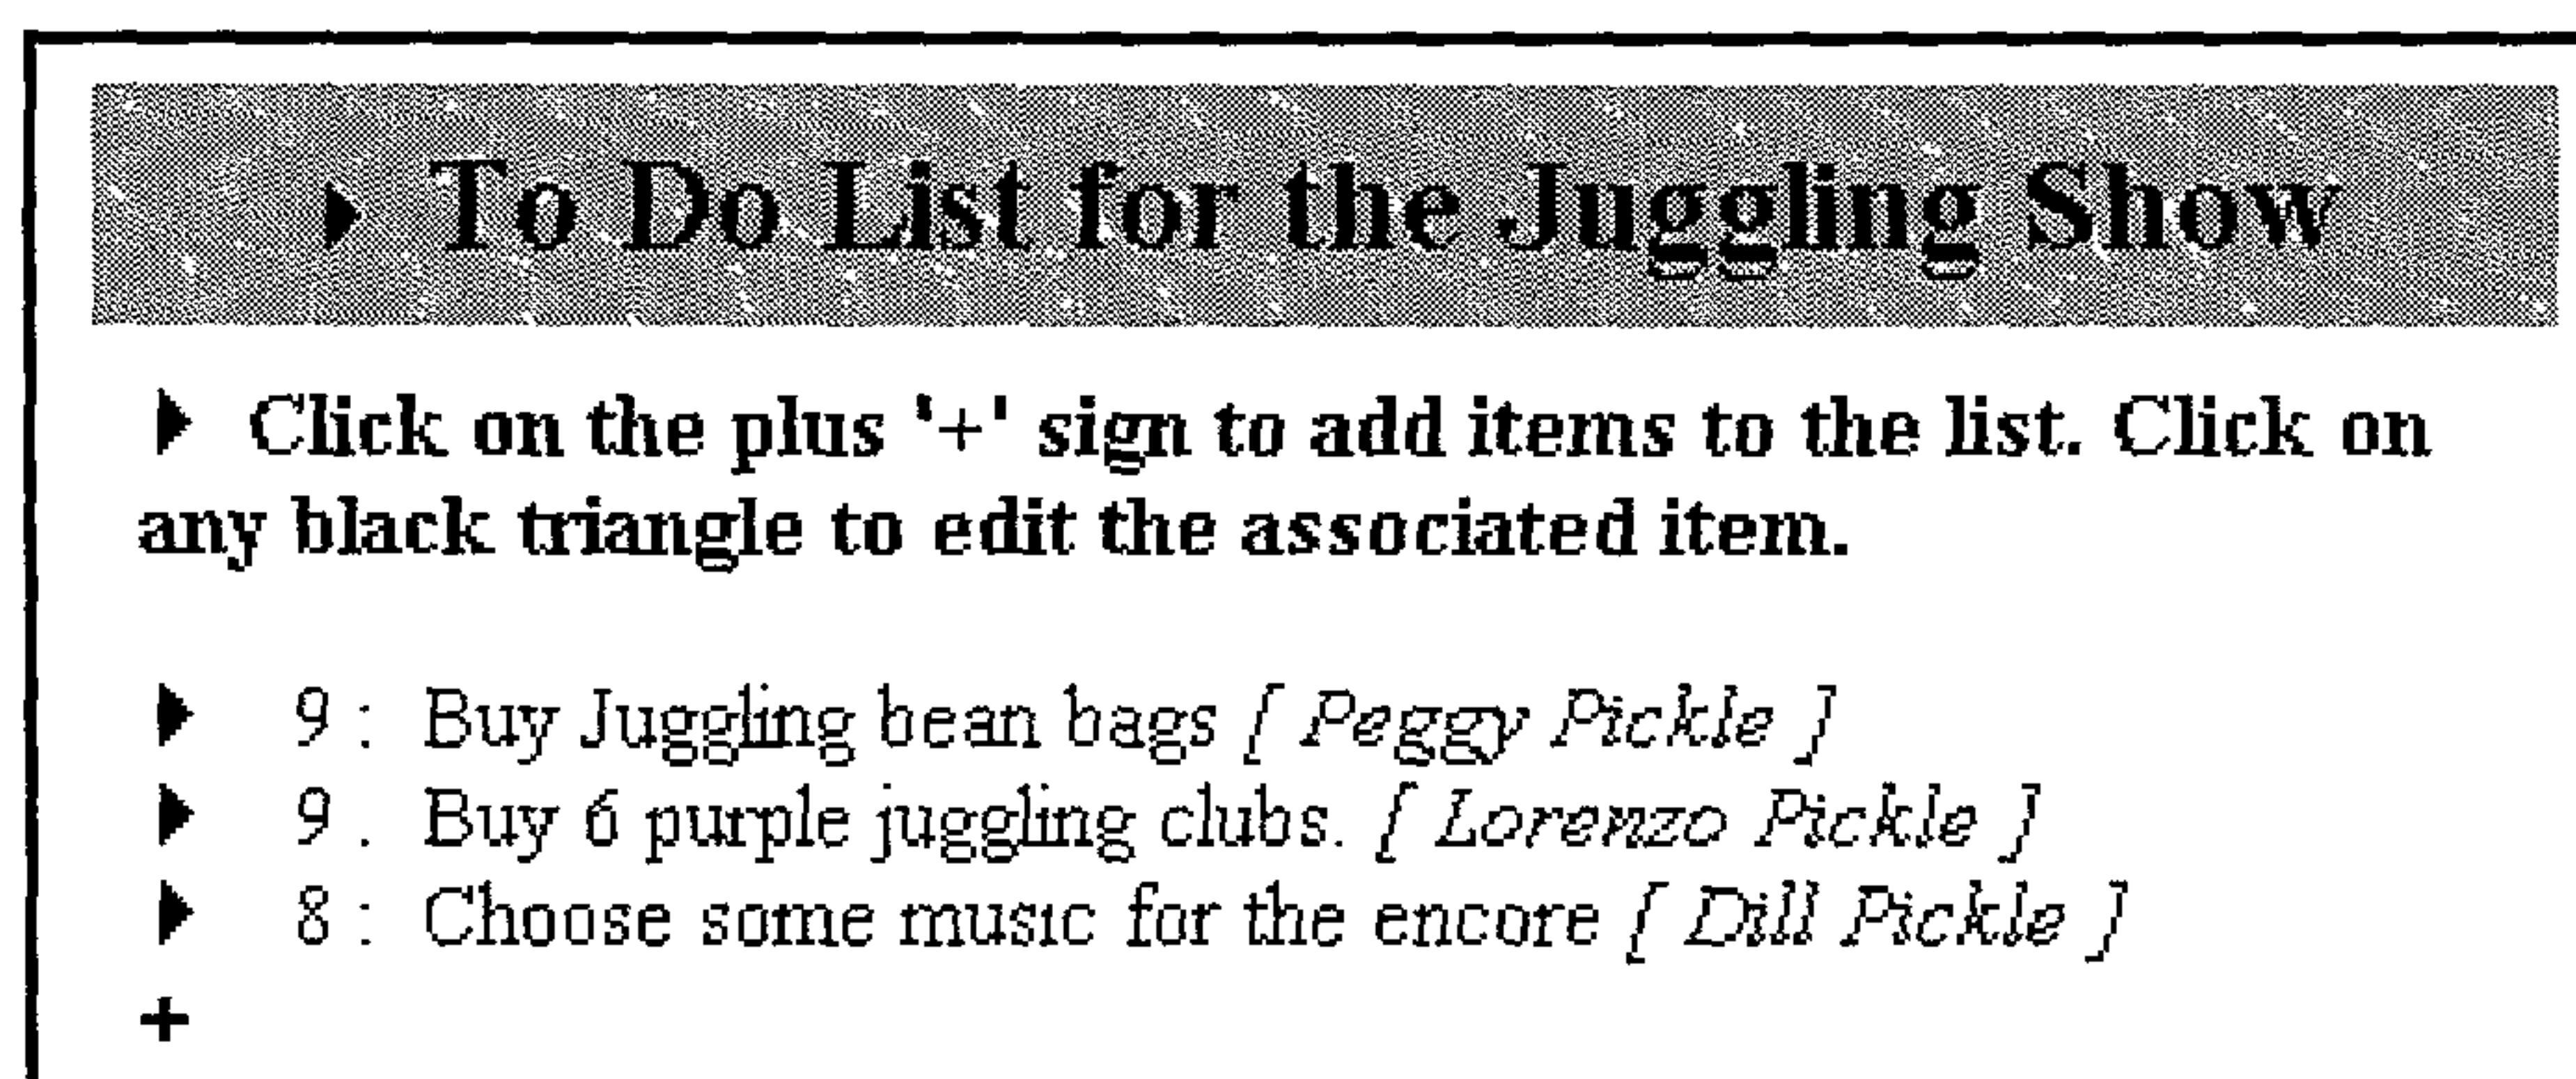 To Do List for the Juggling Show
Click on the plus '+' sign to add items to the list. Click on
any black triangle to edit the associated item.
9 : Buy Juggling bean bags [ Peggy Pickle ]
9 . Buy 6 purple juggling clubs. [ Lorenzo Pickle ]
8 : Choose some music for the encore [ Dill Pickle ]
+